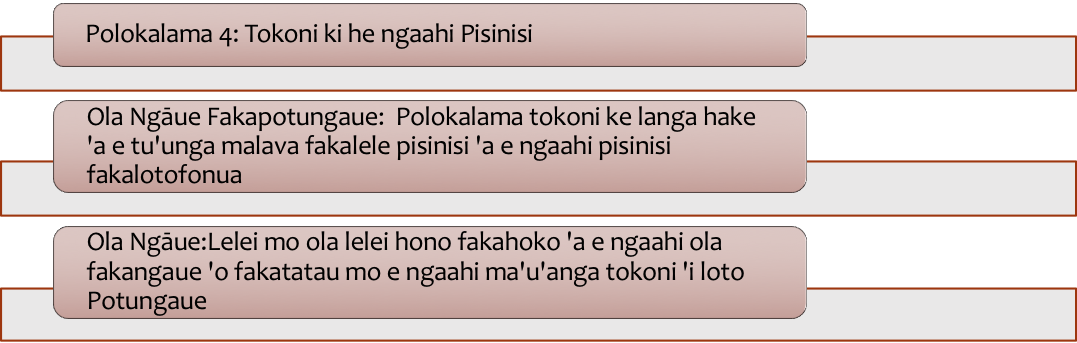 Polokalama 4: Tokoni ki he ngaahi Pisinisi
Ola Ngāue Fakapotungaue:  Polokalama tokoni ke langa hake
'a e tu'unga malava fakalele pisinisi 'a e ngaahi pisinisi
fakalotofonua
Ola Ngāue:Lelei mo ola lelei hono fakahoko 'a e ngaahi ola
fakangaue 'o fakatatau mo e ngaahi ma'u'anga tokoni 'i loto
Potungaue